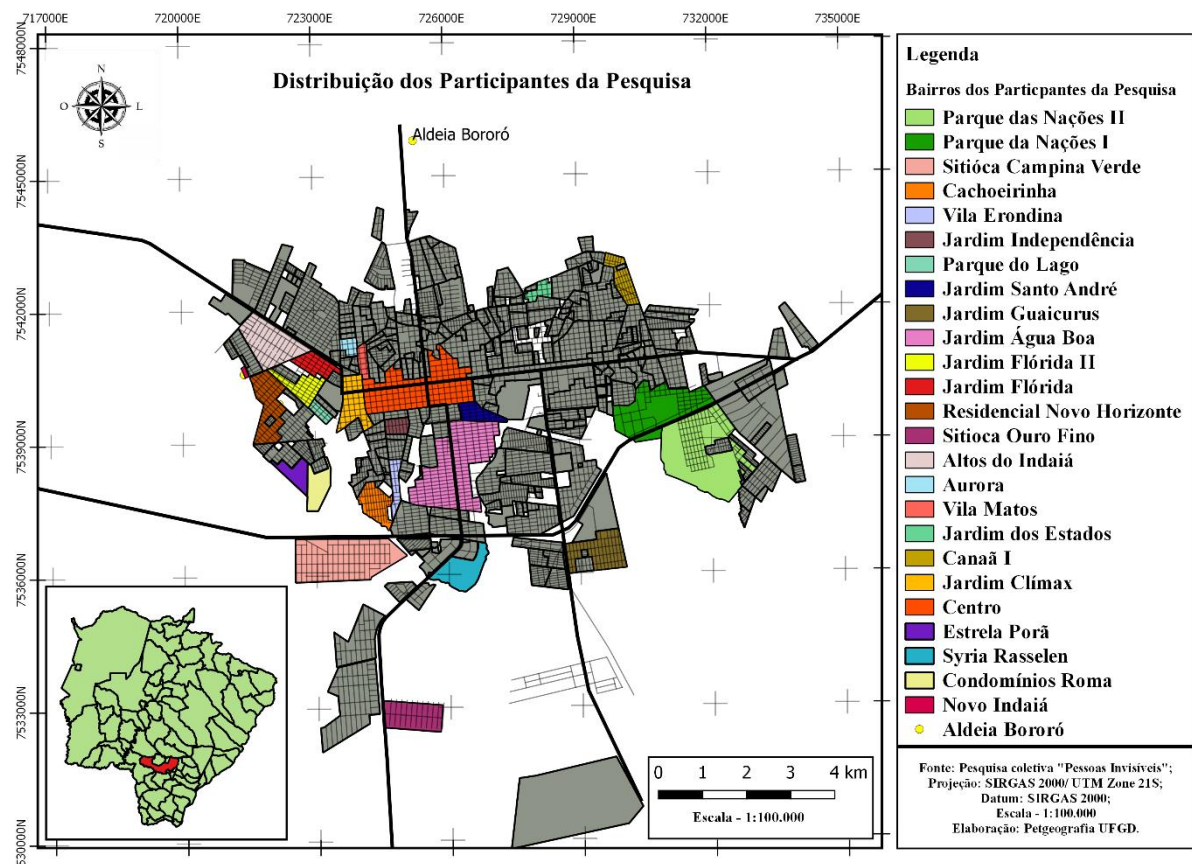 717000E 720000E 723000E 726000E 729000E 732000E 735000E
7548000N
7545000N
7542000N
7539000N
7536000N
7533000N
7530000N
Distribuição dos Participantes da Pesquisa
N
O L
S
Aldeia Bororó
0 1 2 3 4 km
Escala - 1:100.000
Legenda
Bairros dos Particpantes da Pesquisa
Parque das Nações II
Parque da Nações I
Sitióca Campina Verde
Cachoeirinha
Vila Erondina
Jardim Independência
Parque do Lago
Jardim Santo André
Jardim Guaicurus
Jardim Água Boa
Jardim Flórida II
Jardim Flórida
Residencial Novo Horizonte
Sitioca Ouro Fino
Altos do Indaiá
Aurora
Vila Matos
Jardim dos Estados
Canaã I
Jardim Clímax
Centro
Estrela Porã
Syria Rasselen
Condomínios Roma
Novo Indaiá
Aldeia Bororó
Fonte: Pesquisa coletiva "Pessoas Invisíveis";
Projeção: SIRGAS 2000/ UTM Zone 21S;
Datum: SIRGAS 2000;
Escala - 1:100.000
Elaboração: Petgeografia UFGD.